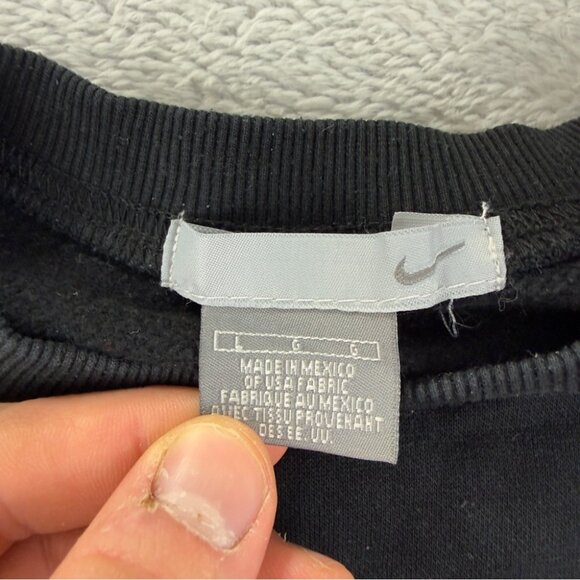 L G G
MADE IN MEXICO
OF USA FABRIC
FABRIQUE AU MEXICO
AVEC TISSU PROVENANT
DES EE. UU.